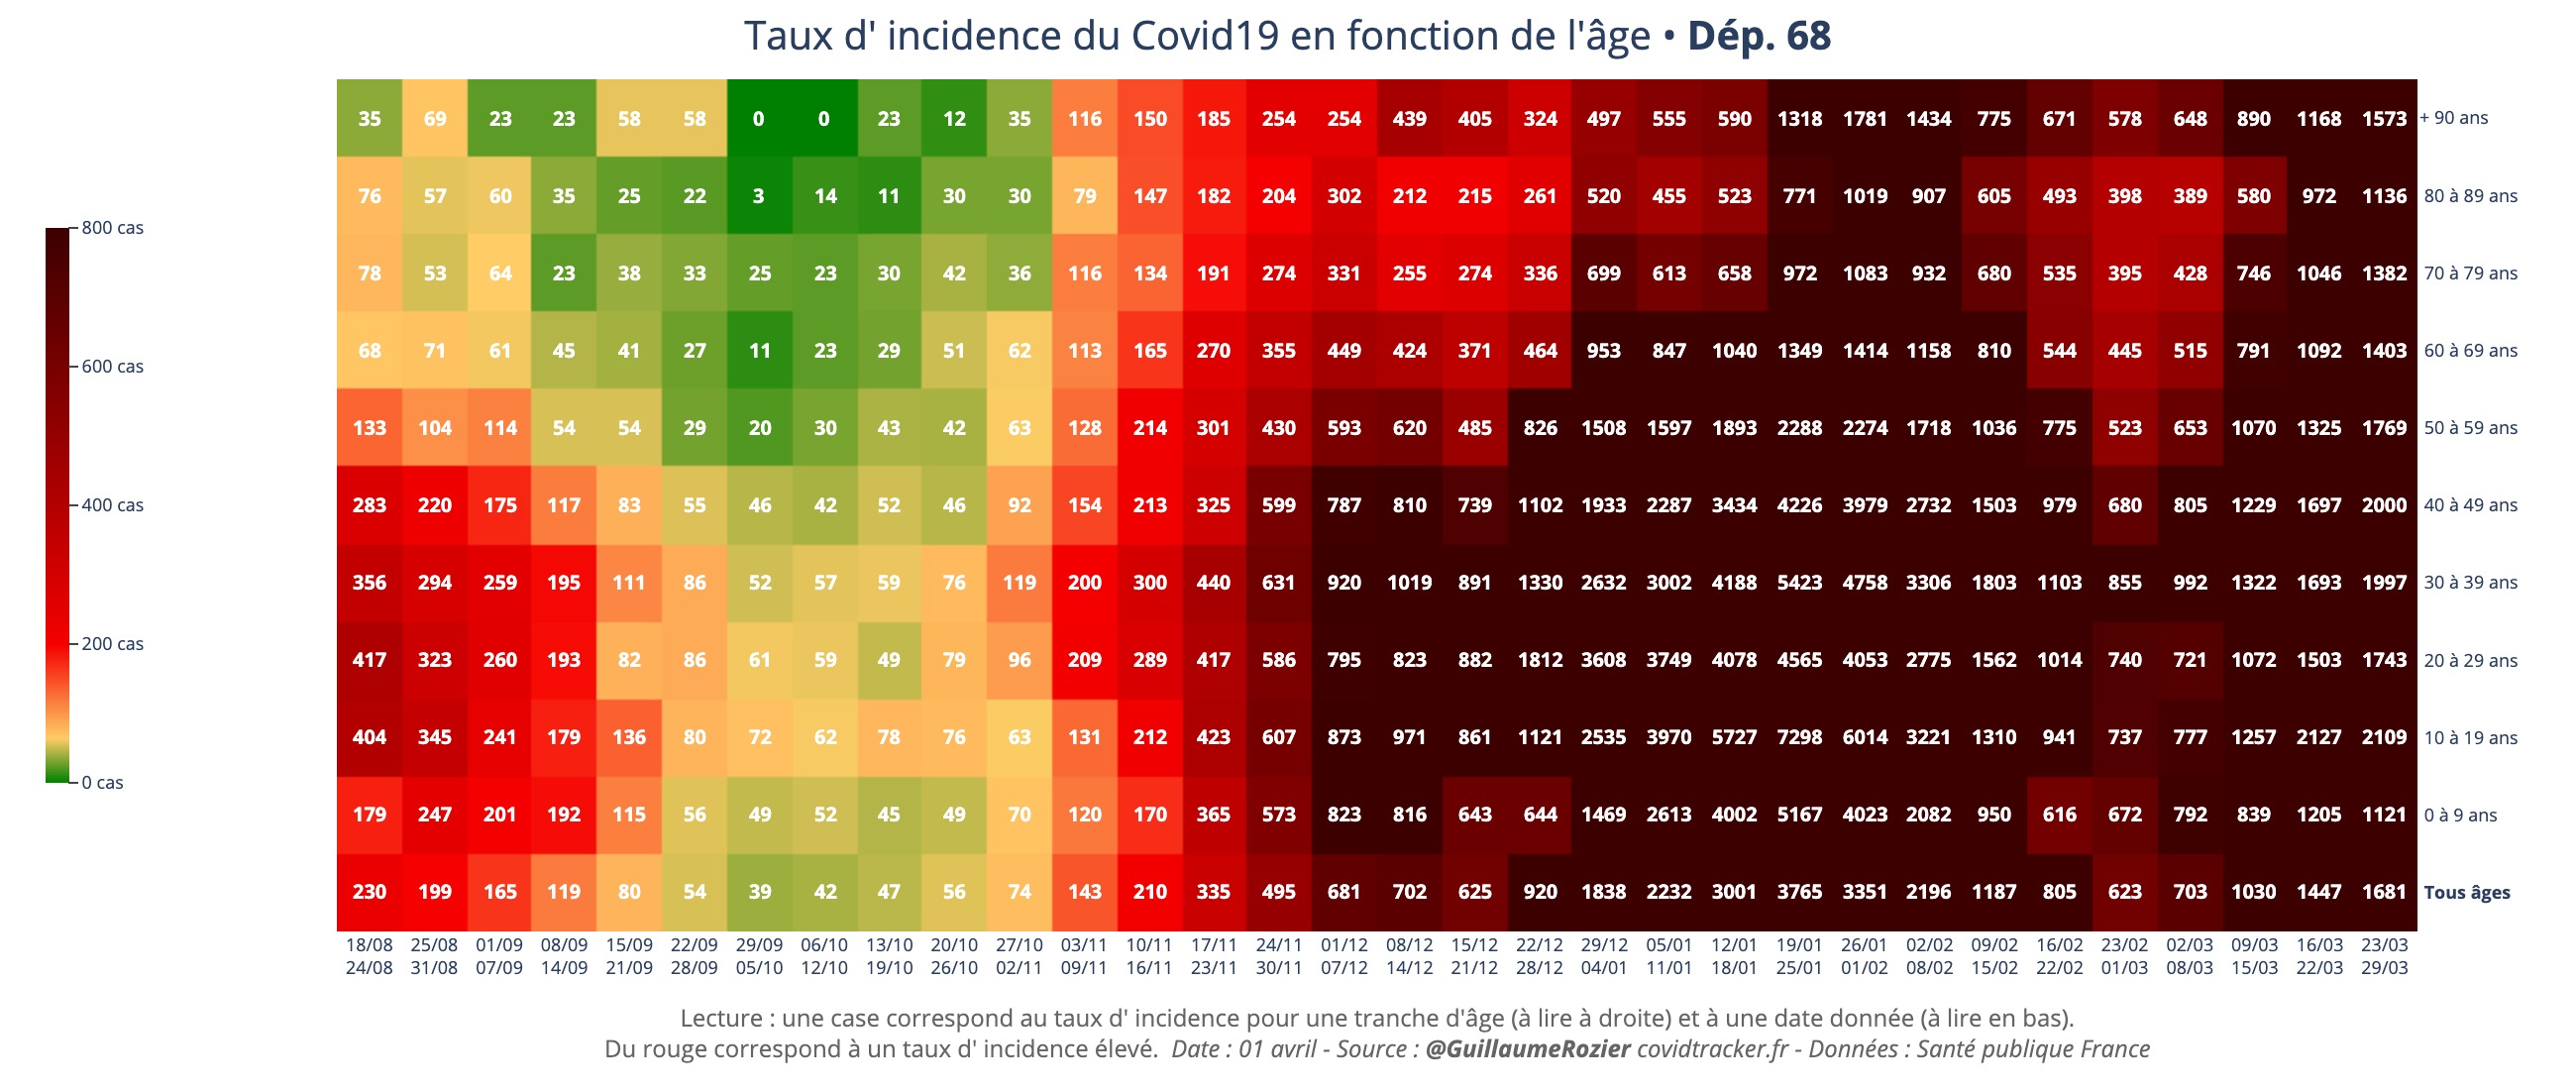 Taux d' incidence du Covid19 en fonction de l'âge • Dép. 68
35 69 23 23 58 58 0 0 23 12 35 116 150 185 254 254 439 405 324 497 555 590 1318 1781 1434 775 671 578 648 890 1168 1573 + 90 ans
76 57 60 35 25 22 3 14 11 30 30 79 147 182 204 302 212 215 261 520 455 523 771 1019 907 605 493 398 389 580 972 1136 80 à 89 ans
78 53 64 23 38 33 25 23 30 42 36 116 134 191 274 331 255 274 336 699 613 658 972 1083 932 680 535 395 428 746 1046 1382 70 à 79 ans
68 71 61 45 41 27 11 23 29 51 62 113 165 270 355 449 424 371 464 953 847 1040 1349 1414 1158 810 544 445 515 791 1092 1403 60 à 69 ans
133 104 114 54 54 29 20 30 43 42 63 128 214 301 430 593 620 485 826 1508 1597 1893 2288 2274 1718 1036 775 523 653 1070 1325 1769 50 à 59 ans
283 220 175 117 83 55 46 42 52 46 92 154 213 325 599 787 810 739 1102 1933 2287 3434 4226 3979 2732 1503 979 680 805 1229 1697 2000 40 à 49 ans
356 294 259 195 111 86 52 57 59 76 119 200 300 440 631 920 1019 891 1330 2632 3002 4188 5423 4758 3306 1803 1103 855 992 1322 1693 1997 30 à 39 ans
417 323 260 193 82 86 61 59 49 79 96 209 289 417 586 795 823 882 1812 3608 3749 4078 4565 4053 2775 1562 1014 740 721 1072 1503 1743 20 à 29 ans
404 345 241 179 136 80 72 62 78 76 63 131 212 423 607 873 971 861 1121 2535 3970 5727 7298 6014 3221 1310 941 737 777 1257 2127 2109 10 à 19 ans
179 247 201 192 115 56 49 52 45 49 70 120 170 365 573 823 816 643 644 1469 2613 4002 5167 4023 2082 950 616 672 792 839 1205 1121 0 à 9 ans
230 199 165 119 80 54 39 42 47 56 74 143 210 335 495 681 702 625 920 1838 2232 3001 3765 3351 2196 1187 805 623 703 1030 1447 1681 Tous âges
18/08 25/08 01/09 08/09 15/09 22/09 29/09 06/10 13/10 20/10 27/10 03/11 10/11 17/11 24/11 01/12 08/12 15/12 22/12 29/12 05/01 12/01 19/01 26/01 02/02 09/02 16/02 23/02 02/03 09/03 16/03 23/03
24/08 31/08 07/09 14/09 21/09 28/09 05/10 12/10 19/10 26/10 02/11 09/11 16/11 23/11 30/11 07/12 14/12 21/12 28/12 04/01 11/01 18/01 25/01 01/02 08/02 15/02 22/02 01/03 08/03 15/03 22/03 29/03
800 cas
600 cas
400 cas
200 cas
0 cas
Lecture : une case correspond au taux d' incidence pour une tranche d'âge (à lire à droite) et à une date donnée (à lire en bas).
Du rouge correspond à un taux d' incidence élevé. Date : 01 avril - Source : @GuillaumeRozier covidtracker.fr - Données : Santé publique France